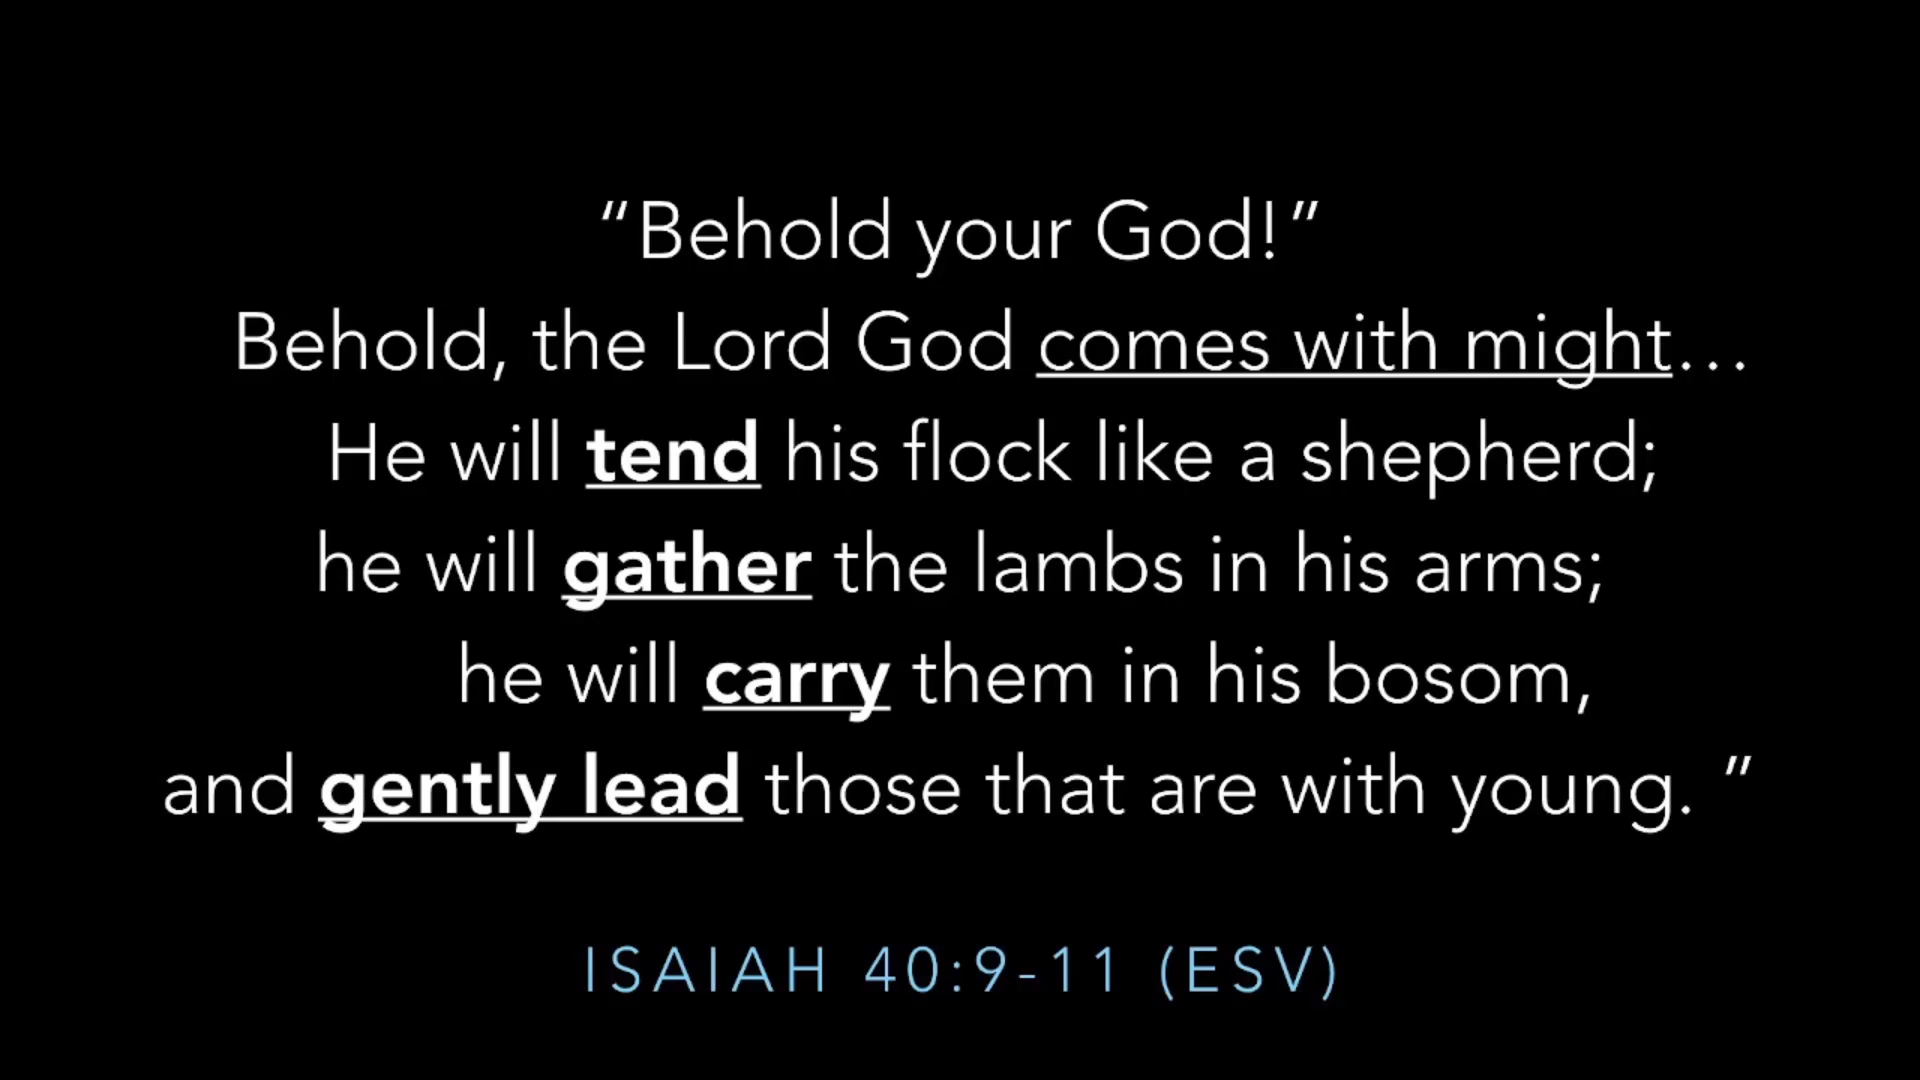 “Behold your God!”
Behold, the Lord God comes with might…
He will tend his flock like a shepherd;
he will gather the lambs in his arms;
he will carry them in his bosom,
and gently lead those that are with young. ”
ISAIAH 40:9-11 (ESV)